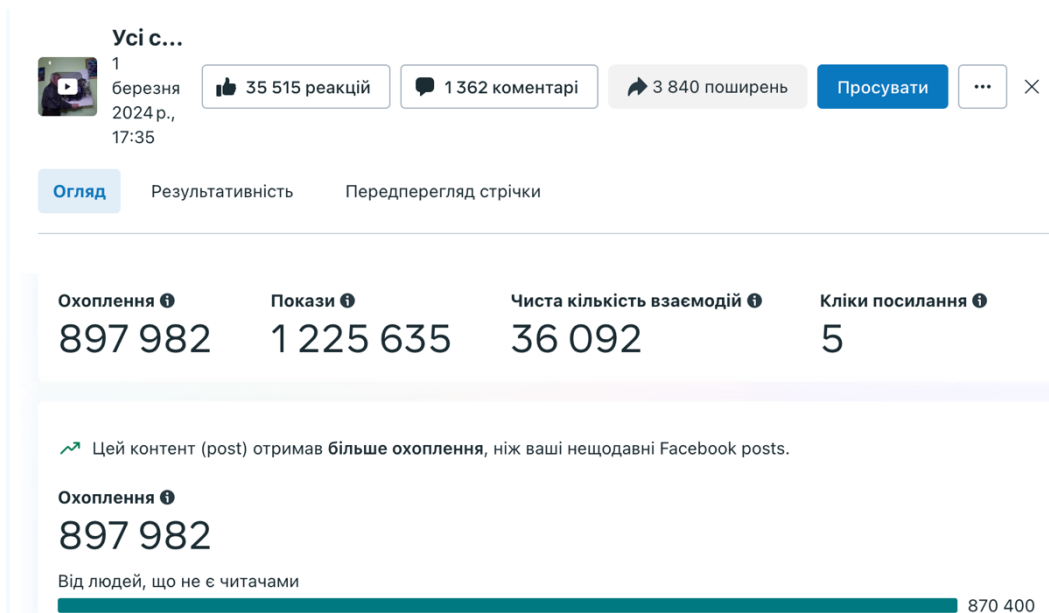 Усі с...
1
березня
2024 р.,
17:35
35 515 реакцій
1 362 коментарі
3 840 поширень
Просувати
Огляд
Результативність
Передперегляд стрічки
Охоплення
Покази
Чиста кількість взаємодій
Кліки посилання
897 982
1 225 635
36 092
5
Цей контент (post) отримав більше охоплення, ніж ваші нещодавні Facebook posts.
Охоплення
897 982
Від людей, що не є читачами
870 400